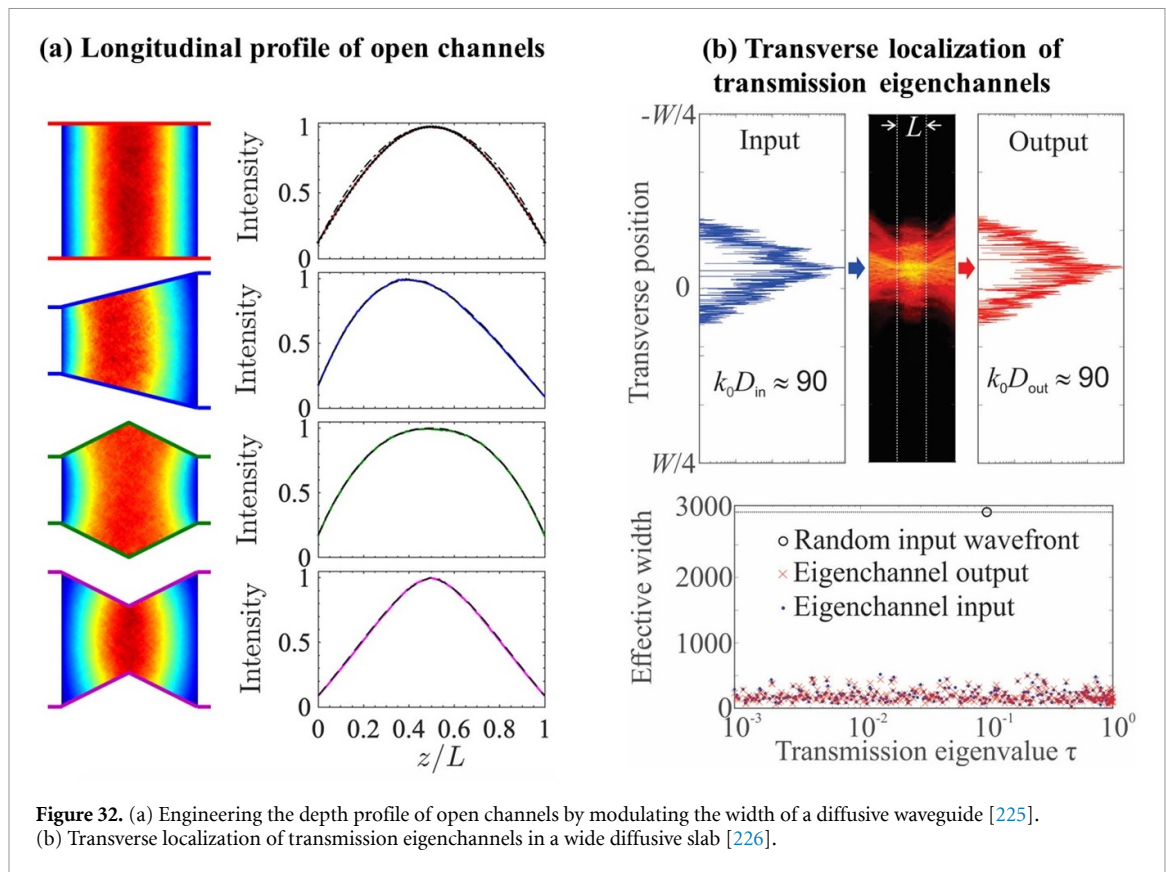 (a) Longitudinal profile of open channels
Intensity
1
0.5
0
Intensity
1
0.5
0
Intensity
1
0.5
0
Intensity
1
0.5
0
0 0.2 0.4 0.6 0.8 1
z/L
(b) Transverse localization of
transmission eigenchannels
Transverse position
-W/4
0
W/4
Input
k₀D_in ≈ 90
L
Output
k₀D_out ≈ 90
Effective width
3000
2000
1000
0
Random input wavefront
Eigenchannel output
Eigenchannel input
10⁻³ 10⁻² 10⁻¹ 10⁰
Transmission eigenvalue τ
Figure 32. (a) Engineering the depth profile of open channels by modulating the width of a diffusive waveguide [225].
(b) Transverse localization of transmission eigenchannels in a wide diffusive slab [226].